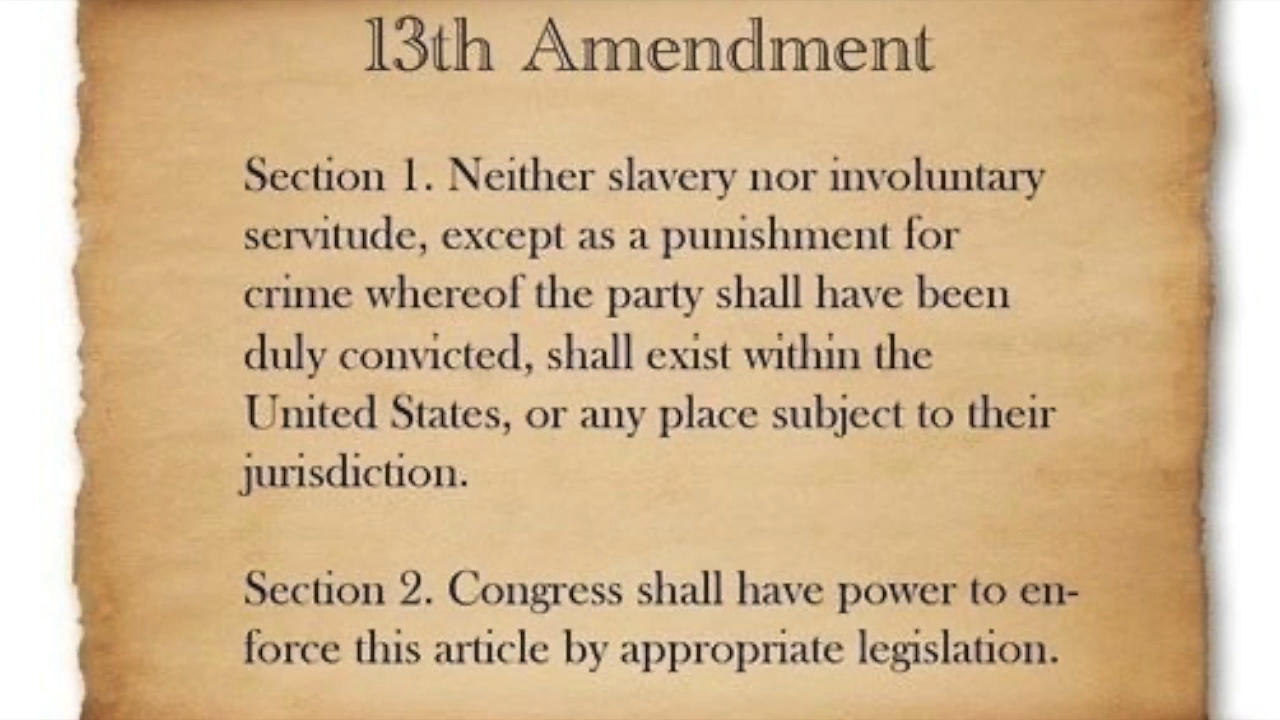 13th Amendment
Section 1. Neither slavery nor involuntary
servitude, except as a punishment for
crime whereof the party shall have been
duly convicted, shall exist within the
United States, or any place subject to their
jurisdiction.
Section 2. Congress shall have power to en-
force this article by appropriate legislation.